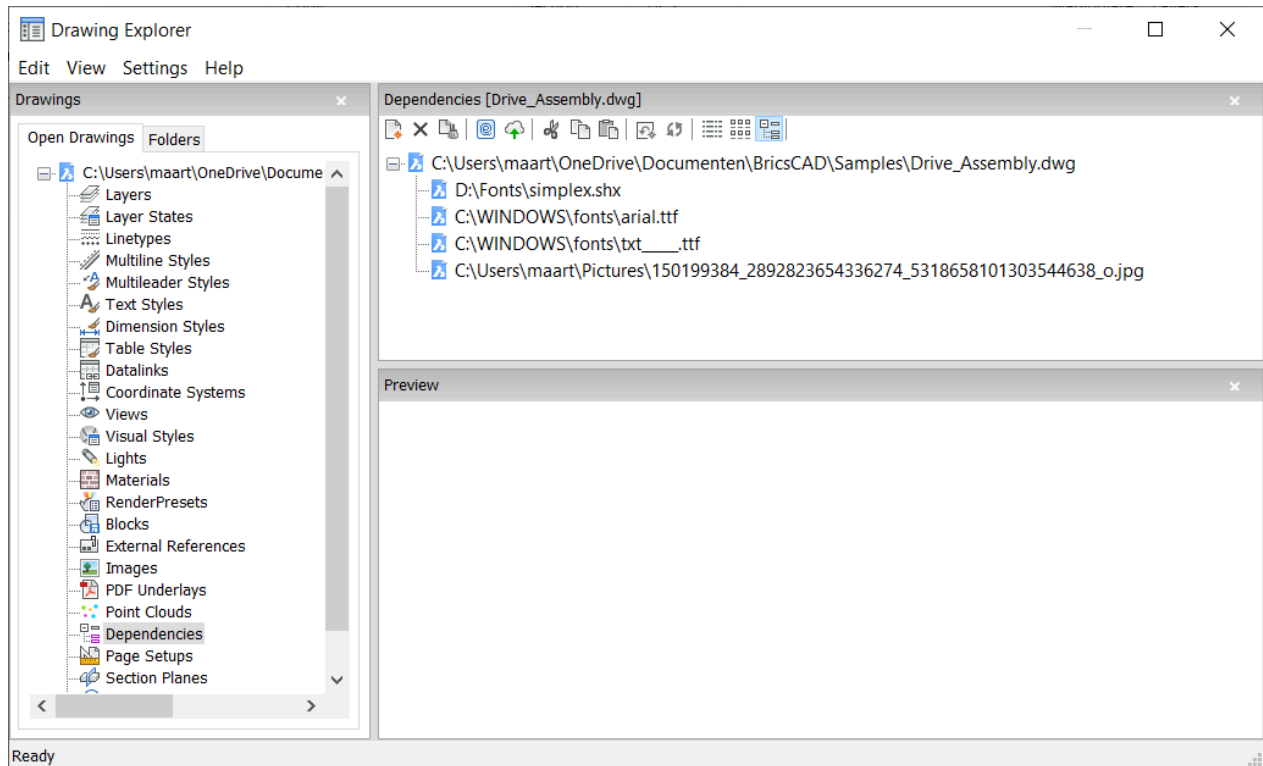 Drawing Explorer
Edit View Settings Help
Drawings
Open Drawings Folders
C:\Users\maart\OneDrive\Docume
Layers
Layer States
Linetypes
Multiline Styles
Multileader Styles
Text Styles
Dimension Styles
Table Styles
Datalinks
Coordinate Systems
Views
Visual Styles
Lights
Materials
RenderPresets
Blocks
External References
Images
PDF Underlays
Point Clouds
Dependencies
Page Setups
Section Planes
Dependencies [Drive_Assembly.dwg]
C:\Users\maart\OneDrive\Documenten\BricsCAD\Samples\Drive_Assembly.dwg
D:\Fonts\simplex.shx
C:\WINDOWS\fonts\arial.ttf
C:\WINDOWS\fonts\txt____.ttf
C:\Users\maart\Pictures\150199384_2892823654336274_5318658101303544638_o.jpg
Preview
Ready